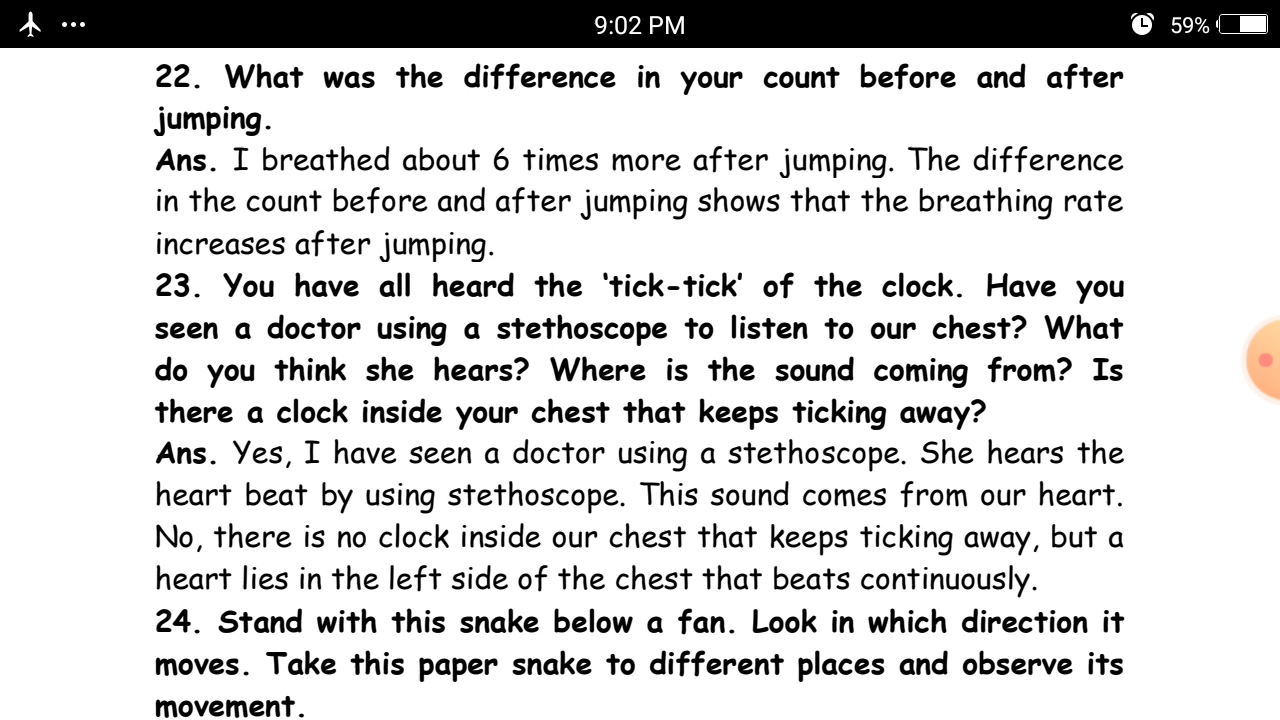 9:02 PM 59%
22. What was the difference in your count before and after
jumping.
Ans. I breathed about 6 times more after jumping. The difference
in the count before and after jumping shows that the breathing rate
increases after jumping.
23. You have all heard the ‘tick-tick’ of the clock. Have you
seen a doctor using a stethoscope to listen to our chest? What
do you think she hears? Where is the sound coming from? Is
there a clock inside your chest that keeps ticking away?
Ans. Yes, I have seen a doctor using a stethoscope. She hears the
heart beat by using stethoscope. This sound comes from our heart.
No, there is no clock inside our chest that keeps ticking away, but a
heart lies in the left side of the chest that beats continuously.
24. Stand with this snake below a fan. Look in which direction it
moves. Take this paper snake to different places and observe its
movement.